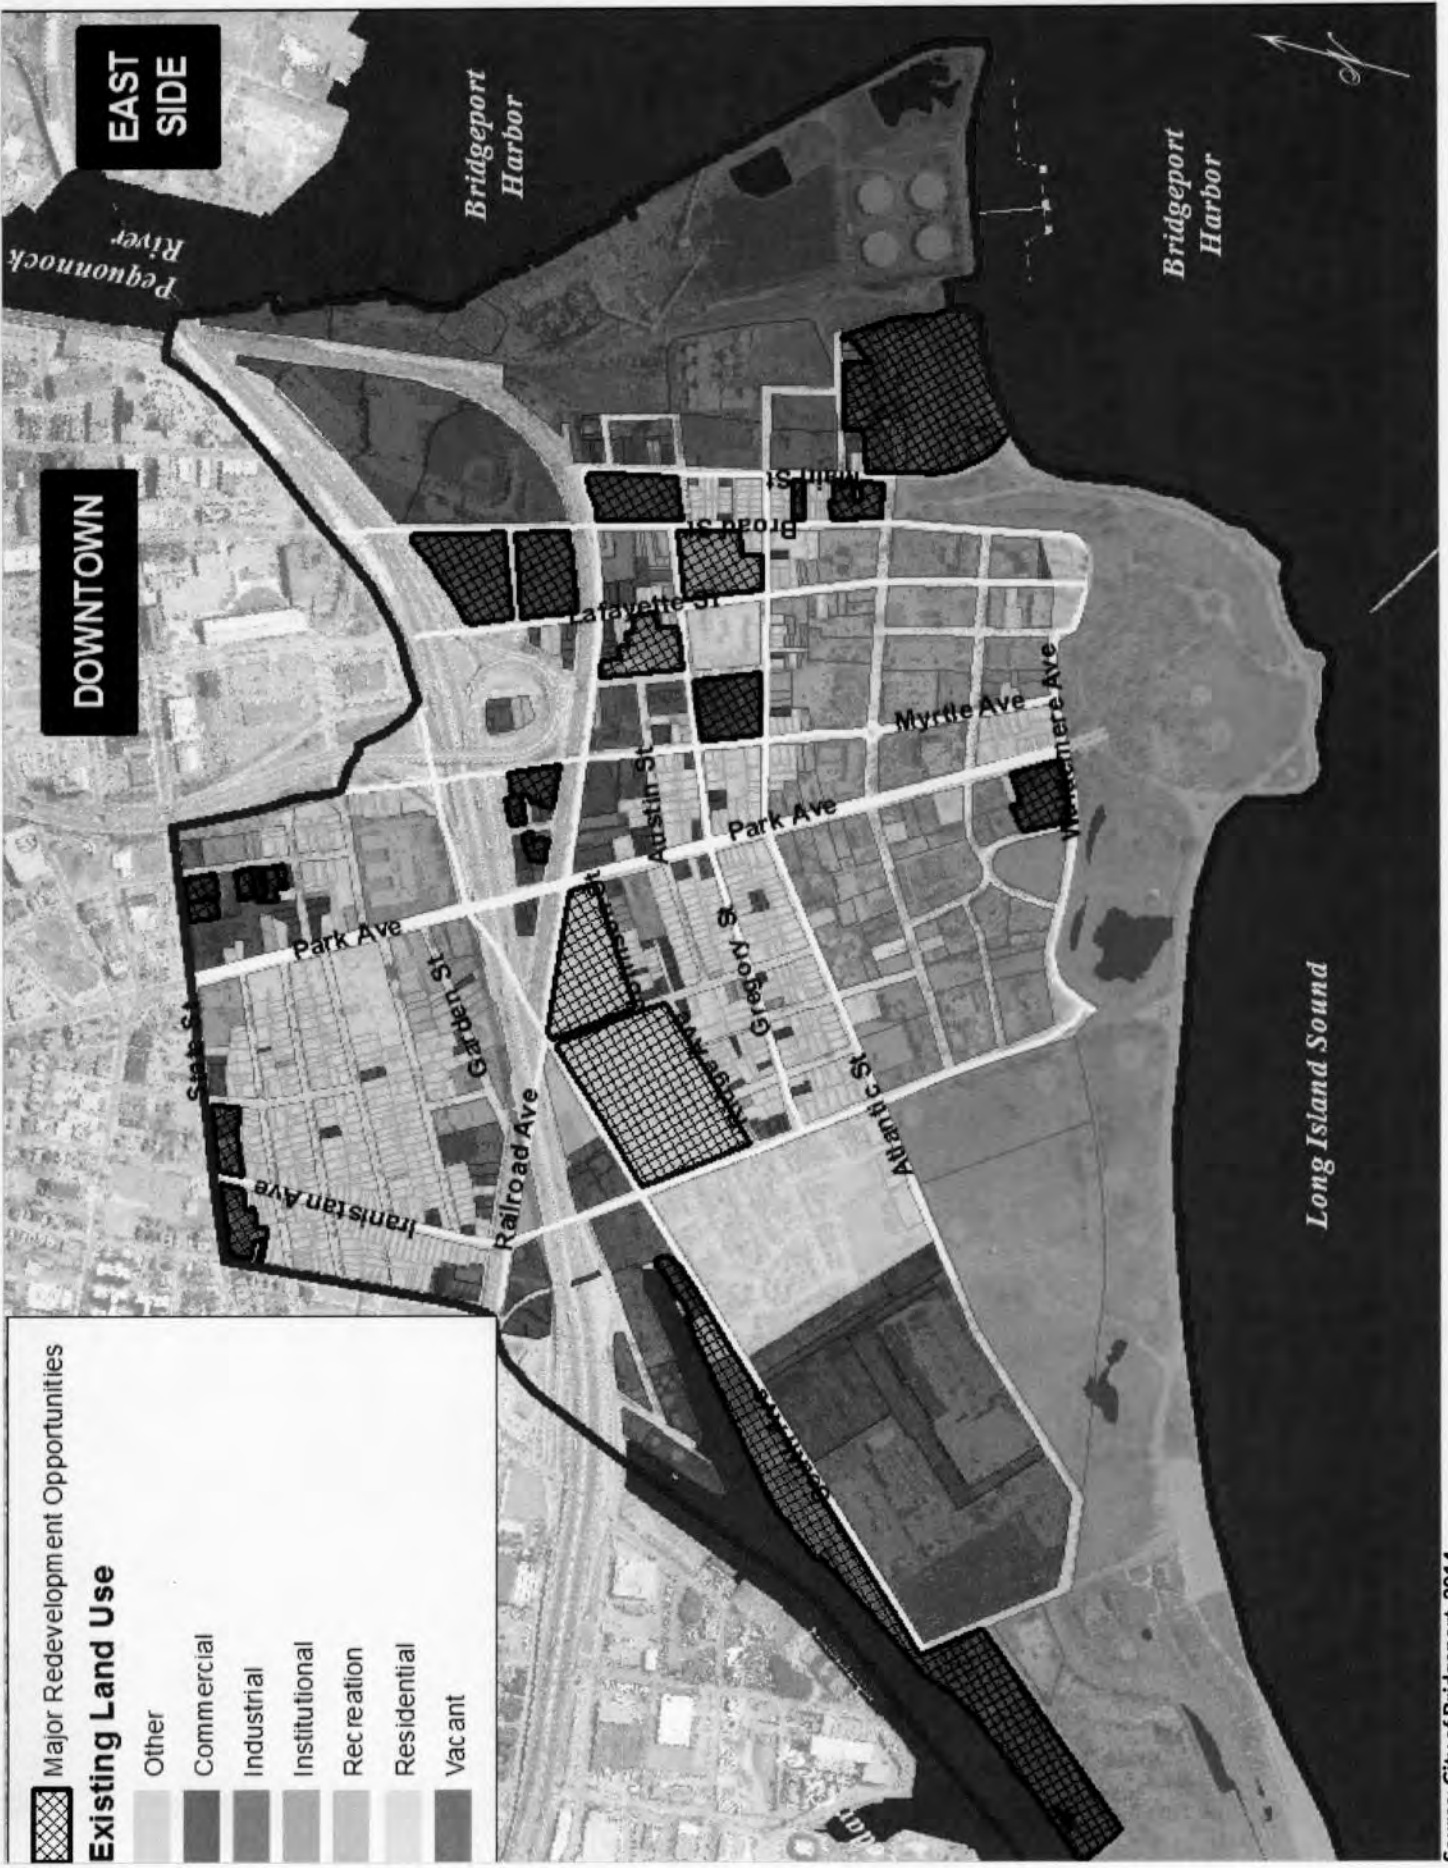 Major Redevelopment Opportunities
Existing Land Use
Other
Commercial
Industrial
Institutional
Recreation
Residential
Vacant
DOWNTOWN
EAST
SIDE
Pequonnock
River
Bridgeport
Harbor
Bridgeport
Harbor
Long Island Sound
N
State St
Park Ave
Iranistan Ave
Garden St
Railroad Ave
Lafayette St
Broad St
Main St
Austin St
Park Ave
Myrtle Ave
Gregory St
Atlantic St